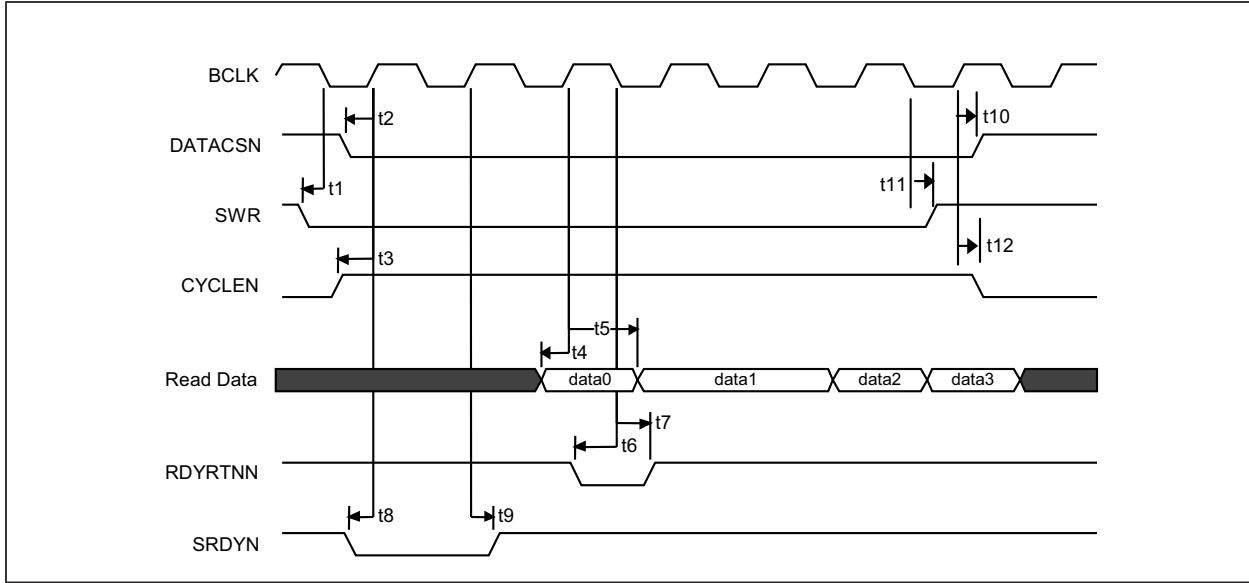 BCLK
t2
t10
DATACSN
t1
t11
SWR
t3
t12
CYCLEN
t5
t4
Read Data
data0
data1
data2
data3
t7
t6
RDYRTNN
t8
t9
SRDYN